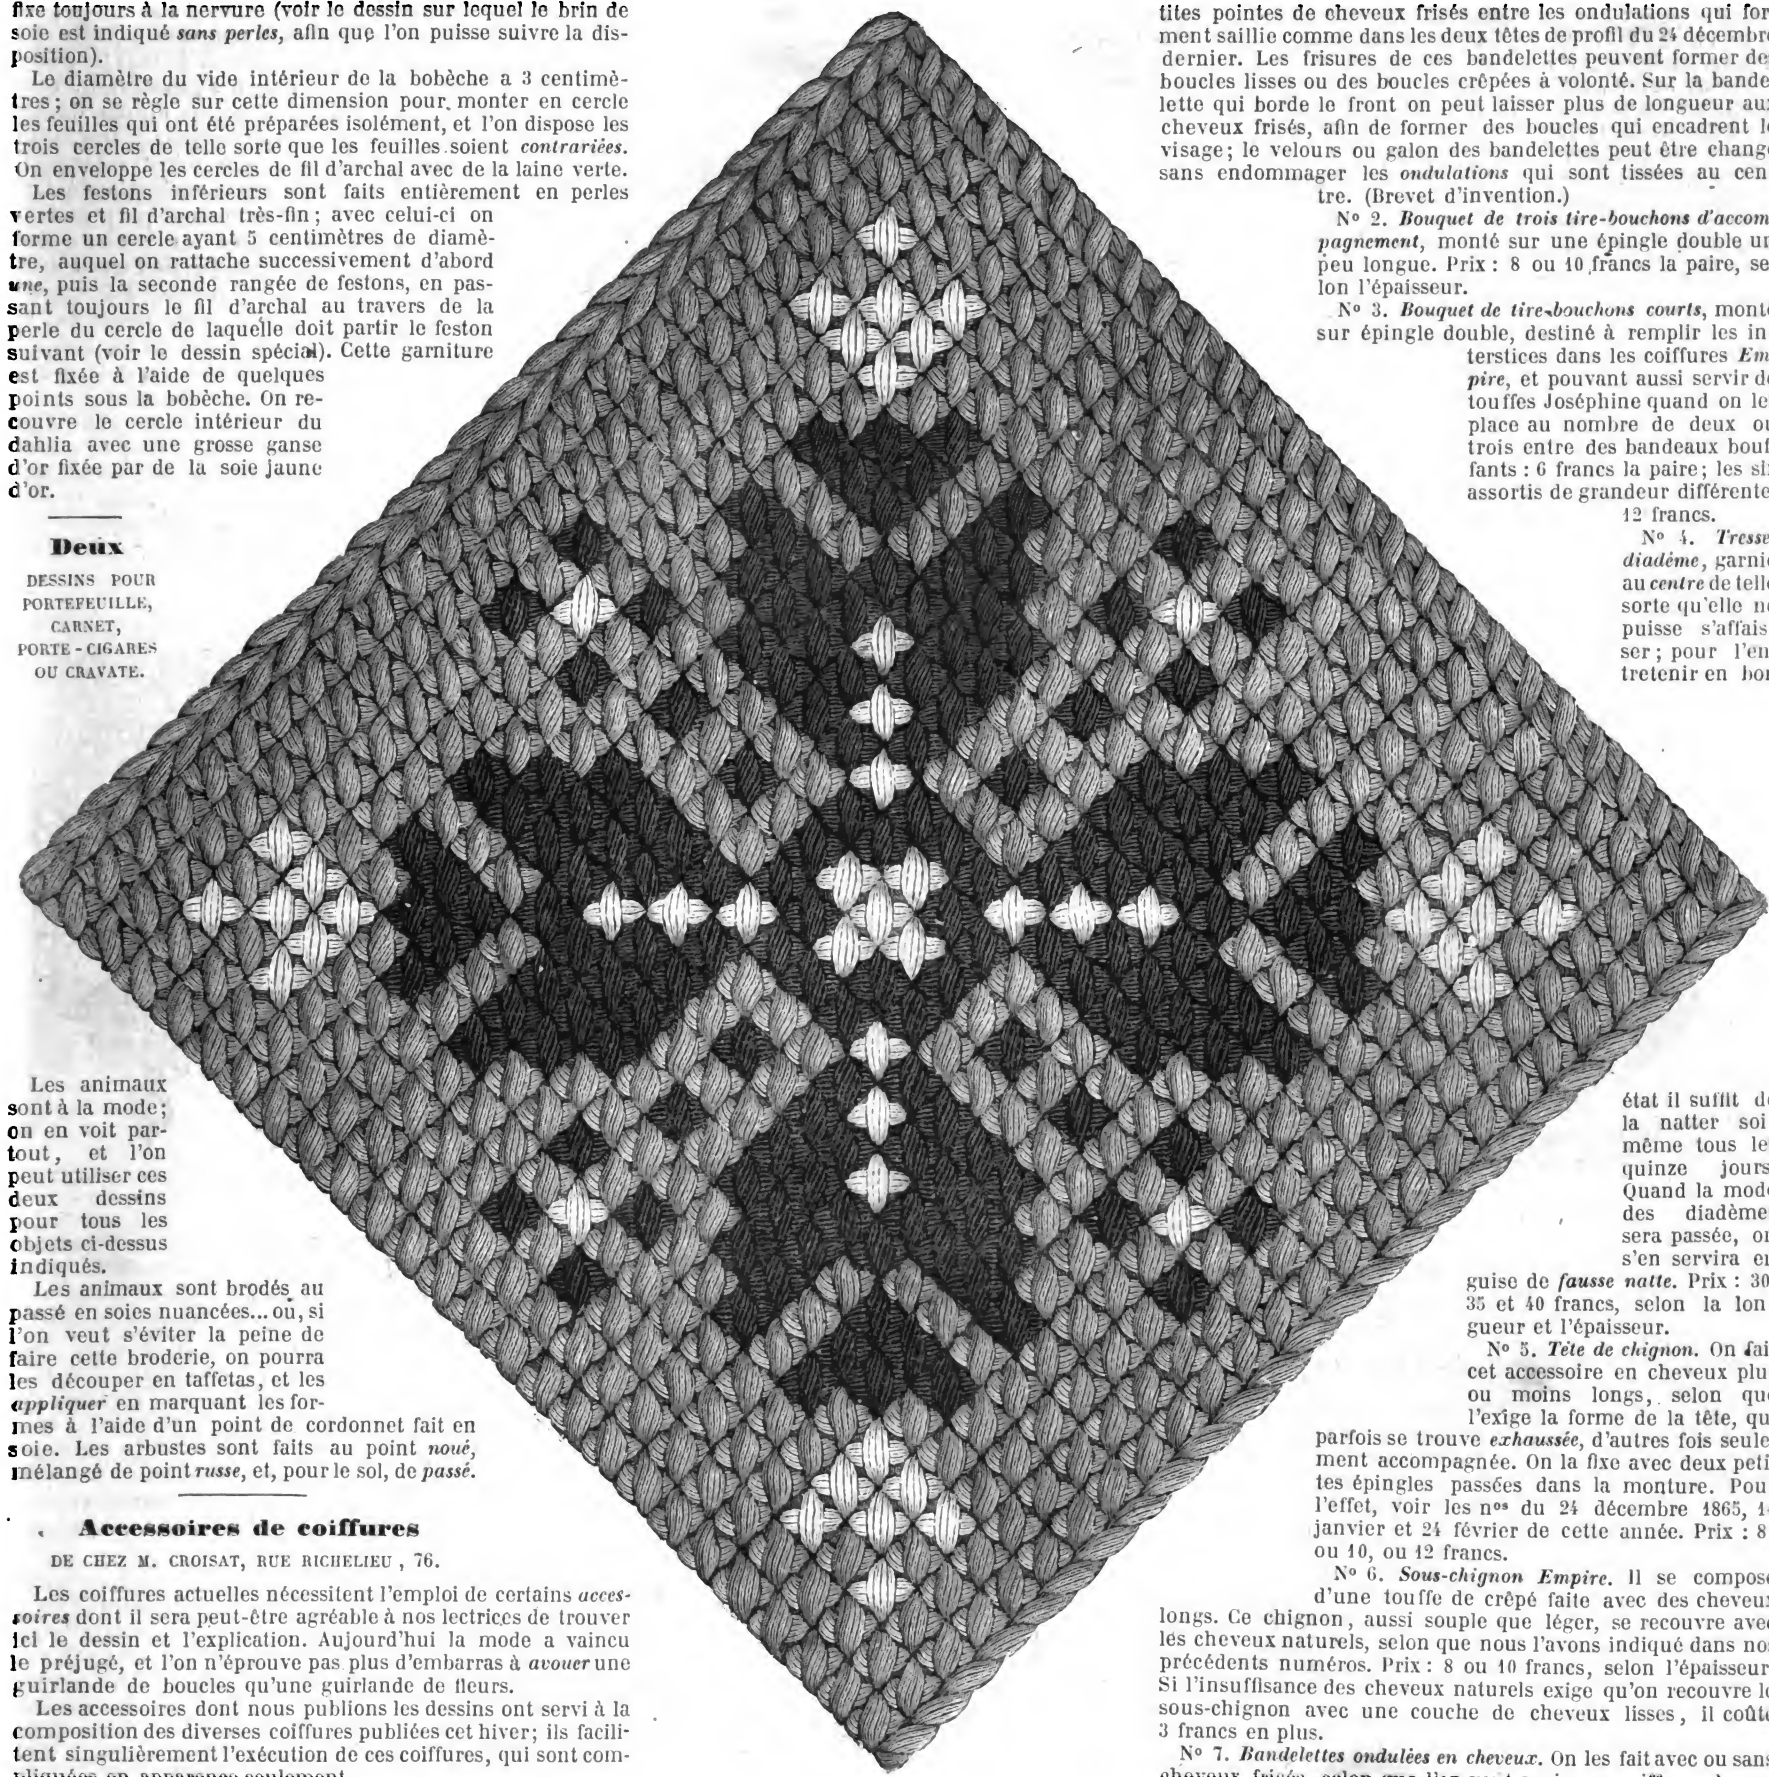 fixe toujours à la nervure (voir le dessin sur lequel le brin de
soie est indiqué sans perles, afin que l'on puisse suivre la dis-
position).
Le diamètre du vide intérieur de la bobèche a 3 centimè-
tres ; on se règle sur cette dimension pour monter en cercle
les feuilles qui ont été préparées isolément, et l'on dispose les
trois cercles de telle sorte que les feuilles soient contrariées.
On enveloppe les cercles de fil d'archal avec de la laine verte.
Les festons inférieurs sont faits entièrement en perles
vertes et fil d'archal très-fin ; avec celui-ci on
forme un cercle ayant 5 centimètres de diamè-
tre, auquel on rattache successivement d'abord
une, puis la seconde rangée de festons, en pas-
sant toujours le fil d'archal au travers de la
perle du cercle de laquelle doit partir le feston
suivant (voir le dessin spécial). Cette garniture
est fixée à l'aide de quelques
points sous la bobèche. On re-
couvre le cercle intérieur du
dahlia avec une grosse ganse
d'or fixée par de la soie jaune
d'or.
Deux
DESSINS POUR
PORTEFEUILLE,
CARNET,
PORTE-CIGARES
OU CRAVATE.
Les animaux
sont à la mode ;
on en voit par-
tout, et l'on
peut utiliser ces
deux dessins
pour tous les
objets ci-dessus
indiqués.
Les animaux sont brodés au
passé en soies nuancées... ou, si
l'on veut s'éviter la peine de
faire cette broderie, on pourra
les découper en taffetas, et les
appliquer en marquant les for-
mes à l'aide d'un point de cordonnet fait en
soie. Les arbustes sont faits au point noué,
mélangé de point russe, et, pour le sol, de passé.
Accessoires de coiffures
DE CHEZ M. CROISAT, RUE RICHELIEU, 76.
Les coiffures actuelles nécessitent l'emploi de certains acces-
soires dont il sera peut-être agréable à nos lectrices de trouver
ici le dessin et l'explication. Aujourd'hui la mode a vaincu
le préjugé, et l'on n'éprouve pas plus d'embarras à avouer une
guirlande de boucles qu'une guirlande de fleurs.
Les accessoires dont nous publions les dessins ont servi à la
composition des diverses coiffures publiées cet hiver ; ils facili-
tent singulièrement l'exécution de ces coiffures, qui sont com-
tites pointes de cheveux frisés entre les ondulations qui for
ment saillie comme dans les deux têtes de profil du 24 décembre
dernier. Les frisures de ces bandelettes peuvent former de
boucles lisses ou des boucles crêpées à volonté. Sur la bande
lette qui borde le front on peut laisser plus de longueur aux
cheveux frisés, afin de former des boucles qui encadrent l
visage ; le velours ou galon des bandelettes peut être chang
sans endommager les ondulations qui sont tissées au cen
tre. (Brevet d'invention.)
N° 2. Bouquet de trois tire-bouchons d'accom
pagnement, monté sur une épingle double un
peu longue. Prix : 8 ou 10 francs la paire, se
lon l'épaisseur.
N° 3. Bouquet de tire-bouchons courts, monté
sur épingle double, destiné à remplir les in
terstices dans les coiffures Em
pire, et pouvant aussi servir de
touffes Joséphine quand on le
place au nombre de deux ou
trois entre des bandeaux bouf
fants : 6 francs la paire ; les six
assortis de grandeur différente
12 francs.
N° 4. Tresse
diadème, garnie
au centre de telle
sorte qu'elle ne
puisse s'affais
ser ; pour l'en
tretenir en bon
état il suffit de
la natter soi
même tous les
quinze jours
Quand la mode
des diadème
sera passée, on
s'en servira en
guise de fausse natte. Prix : 30
35 et 40 francs, selon la lon
gueur et l'épaisseur.
N° 5. Tête de chignon. On fai
cet accessoire en cheveux plu
ou moins longs, selon que
l'exige la forme de la tête, qu
parfois se trouve exhaussée, d'autres fois seule
ment accompagnée. On la fixe avec deux peti
tes épingles passées dans la monture. Pou
l'effet, voir les nos du 24 décembre 1865, 1
janvier et 24 février de cette année. Prix : 8
ou 10, ou 12 francs.
N° 6. Sous-chignon Empire. Il se compose
d'une touffe de crêpé faite avec des cheveux
longs. Ce chignon, aussi souple que léger, se recouvre avec
les cheveux naturels, selon que nous l'avons indiqué dans nos
précédents numéros. Prix : 8 ou 10 francs, selon l'épaisseur
Si l'insuffisance des cheveux naturels exige qu'on recouvre le
sous-chignon avec une couche de cheveux lisses, il coûte
3 francs en plus.
N° 7. Bandelettes ondulées en cheveux. On les fait avec ou sans